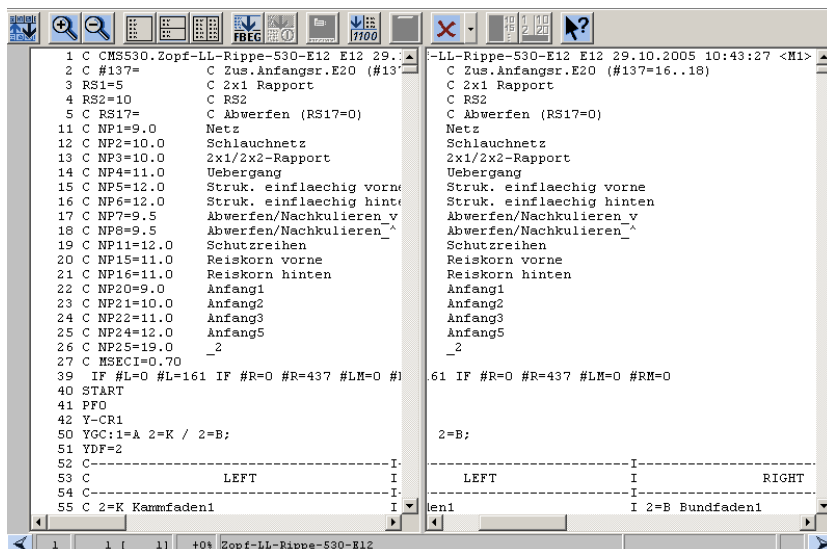 FBEG
1100
10
15
1 10
2 20
1 C CMS530.Zopf-LL-Rippe-530-E12 E12 29.
2 C #137= C Zus.Anfangsr.E20 (#13
3 RS1=5 C 2x1 Rapport
4 RS2=10 C RS2
5 C RS17= C Abwerfen (RS17=0)
11 C NP1=9.0 Netz
12 C NP2=10.0 Schlauchnetz
13 C NP3=10.0 2x1/2x2-Rapport
14 C NP4=11.0 Uebergang
15 C NP5=12.0 Struk. einflaechig vorne
16 C NP6=12.0 Struk. einflaechig hinte
17 C NP7=9.5 Abwerfen/Nachkulieren_v
18 C NP8=9.5 Abwerfen/Nachkulieren_^
19 C NP11=12.0 Schutzreihen
20 C NP15=11.0 Reiskorn vorne
21 C NP16=11.0 Reiskorn hinten
22 C NP20=9.0 Anfang1
23 C NP21=10.0 Anfang2
24 C NP22=11.0 Anfang3
25 C NP24=12.0 Anfang5
26 C NP25=19.0 _2
27 C MSECI=0.70
39 IF #L=0 #L=161 IF #R=0 #R=437 #LM=0 #
40 START
41 PF0
42 Y-CR1
50 YGC:1=A 2=K / 2=B;
51 YDF=2
52 C-----------------------------------I-
53 C LEFT I
54 C-----------------------------------I-
55 C 2=K Kammfaden1 I
-LL-Rippe-530-E12 E12 29.10.2005 10:43:27 <M1>
C Zus.Anfangsr.E20 (#137=16..18)
C 2x1 Rapport
C RS2
C Abwerfen (RS17=0)
Netz
Schlauchnetz
2x1/2x2-Rapport
Uebergang
Struk. einflaechig vorne
Struk. einflaechig hinten
Abwerfen/Nachkulieren_v
Abwerfen/Nachkulieren_^
Schutzreihen
Reiskorn vorne
Reiskorn hinten
Anfang1
Anfang2
Anfang3
Anfang5
_2
61 IF #R=0 #R=437 #LM=0 #RM=0
2=B;
------------------------I-----------------------
LEFT I RIGHT
------------------------I-----------------------
den1 I 2=B Bundfaden1
1 1 [ 1] +0% Zopf-LL-Rippe-530-E12